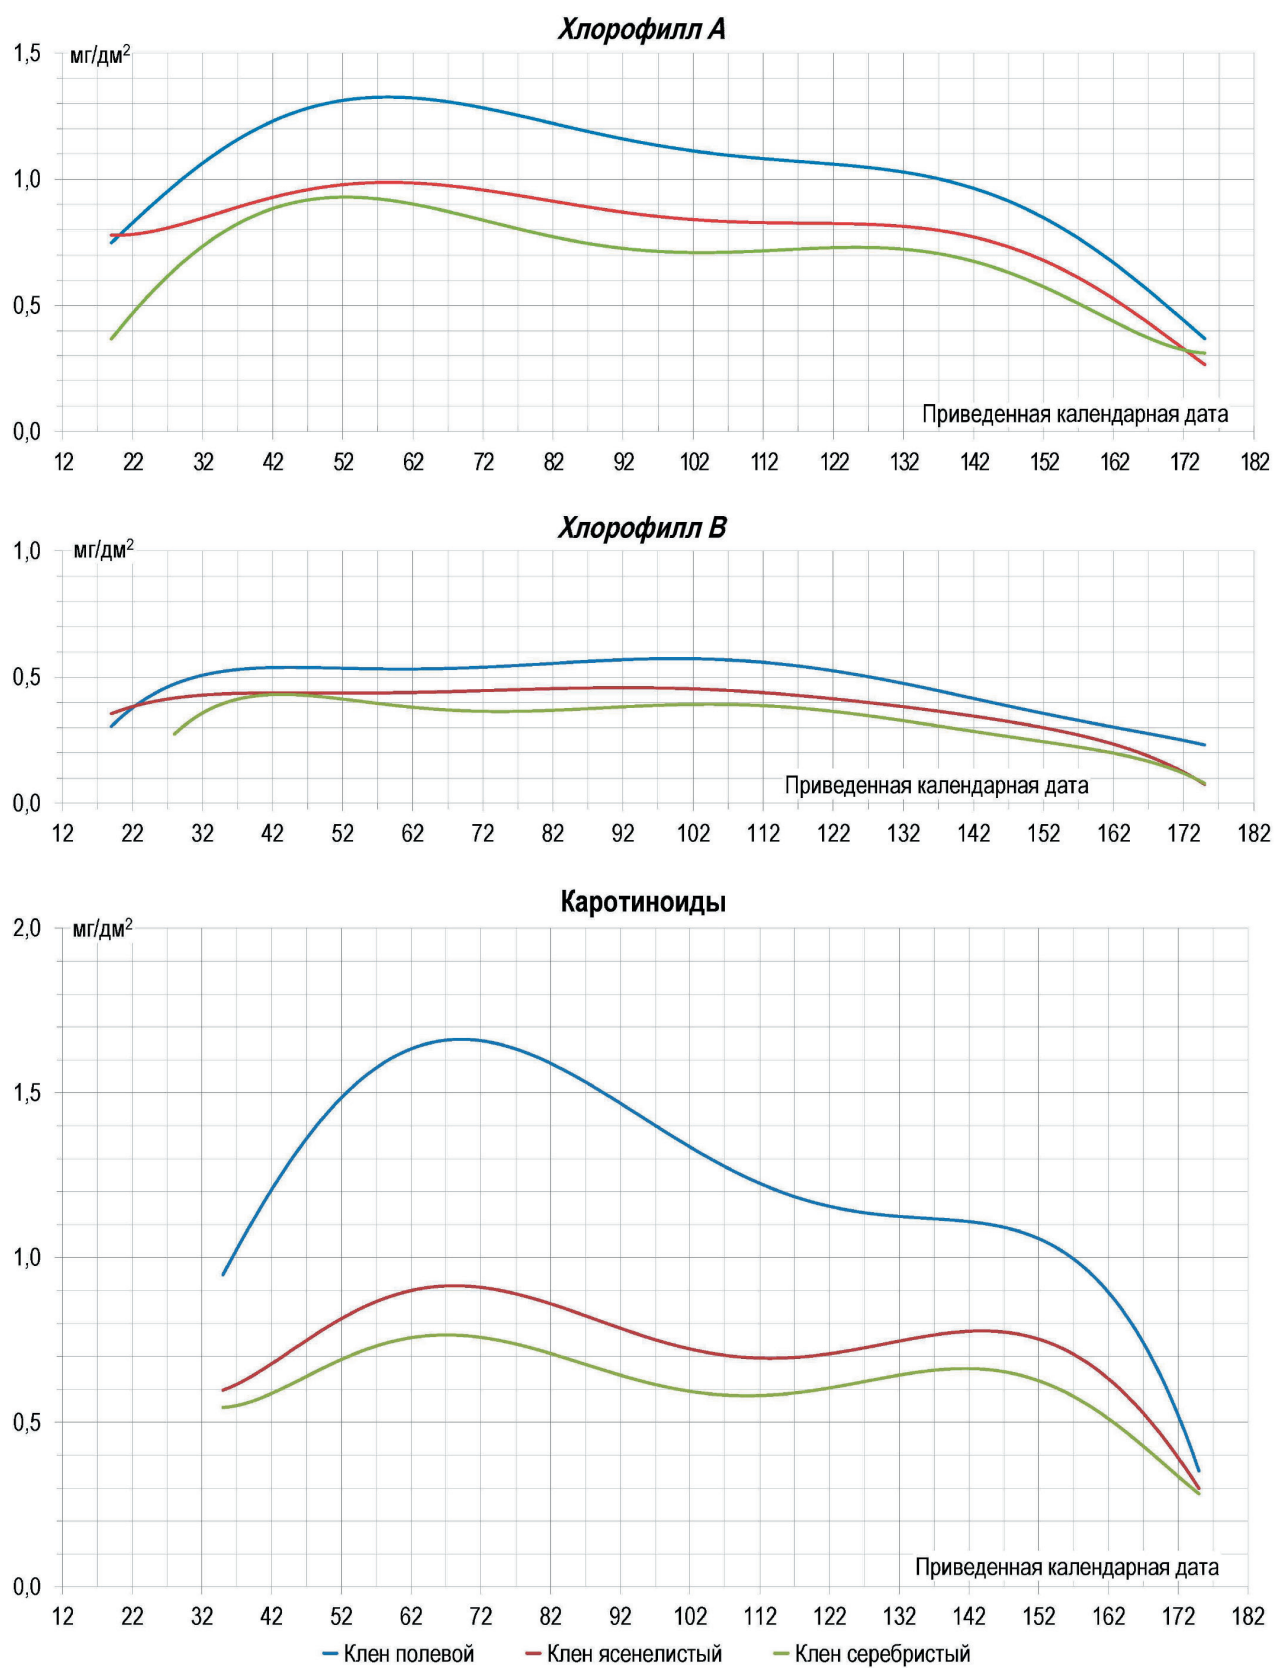 Хлорофилл А
мг/дм²
1,5
1,0
0,5
0,0
Приведенная календарная дата
12 22 32 42 52 62 72 82 92 102 112 122 132 142 152 162 172 182
Хлорофилл В
мг/дм²
1,0
0,5
0,0
Приведенная календарная дата
12 22 32 42 52 62 72 82 92 102 112 122 132 142 152 162 172 182
Каротиноиды
мг/дм²
2,0
1,5
1,0
0,5
0,0
Приведенная календарная дата
12 22 32 42 52 62 72 82 92 102 112 122 132 142 152 162 172 182
Клен полевой Клен ясенелистый Клен серебристый